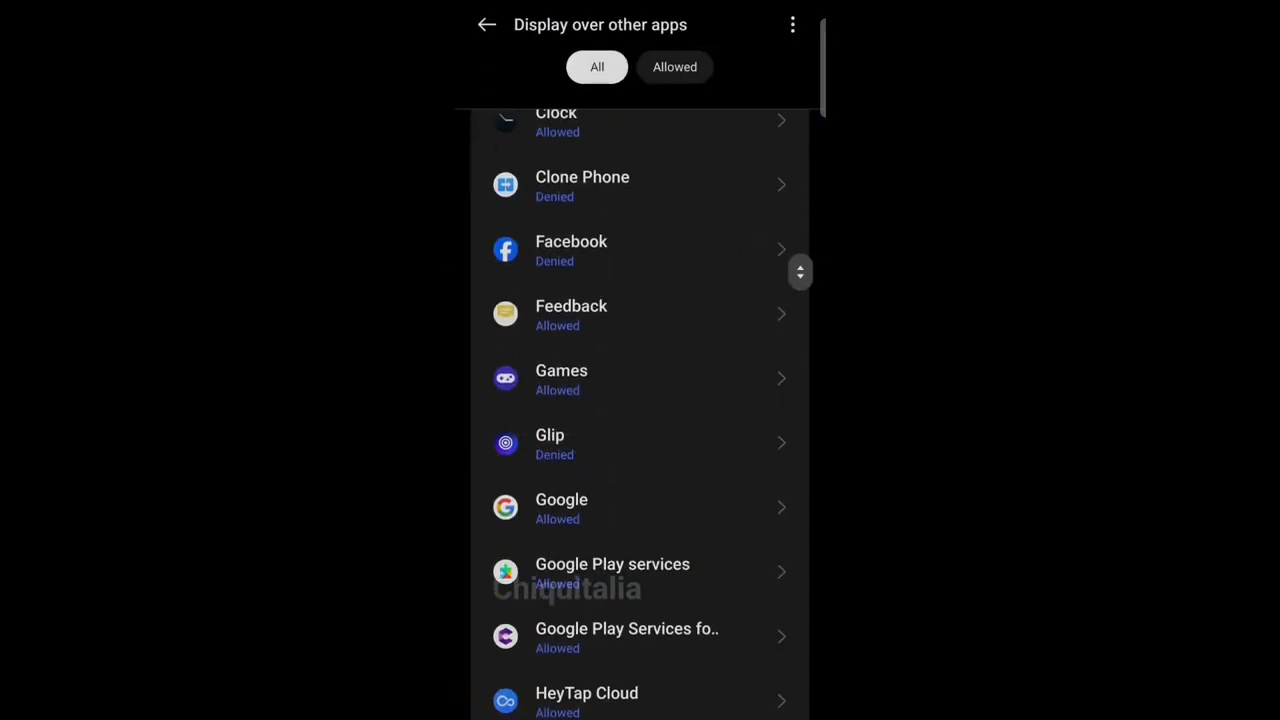 Display over other apps
All
Allowed
Clock
Allowed
Clone Phone
Denied
Facebook
Denied
Feedback
Allowed
Games
Allowed
Glip
Denied
Google
Allowed
Google Play services
Allowed
Chiquitalia
Google Play Services fo..
Allowed
HeyTap Cloud
Allowed